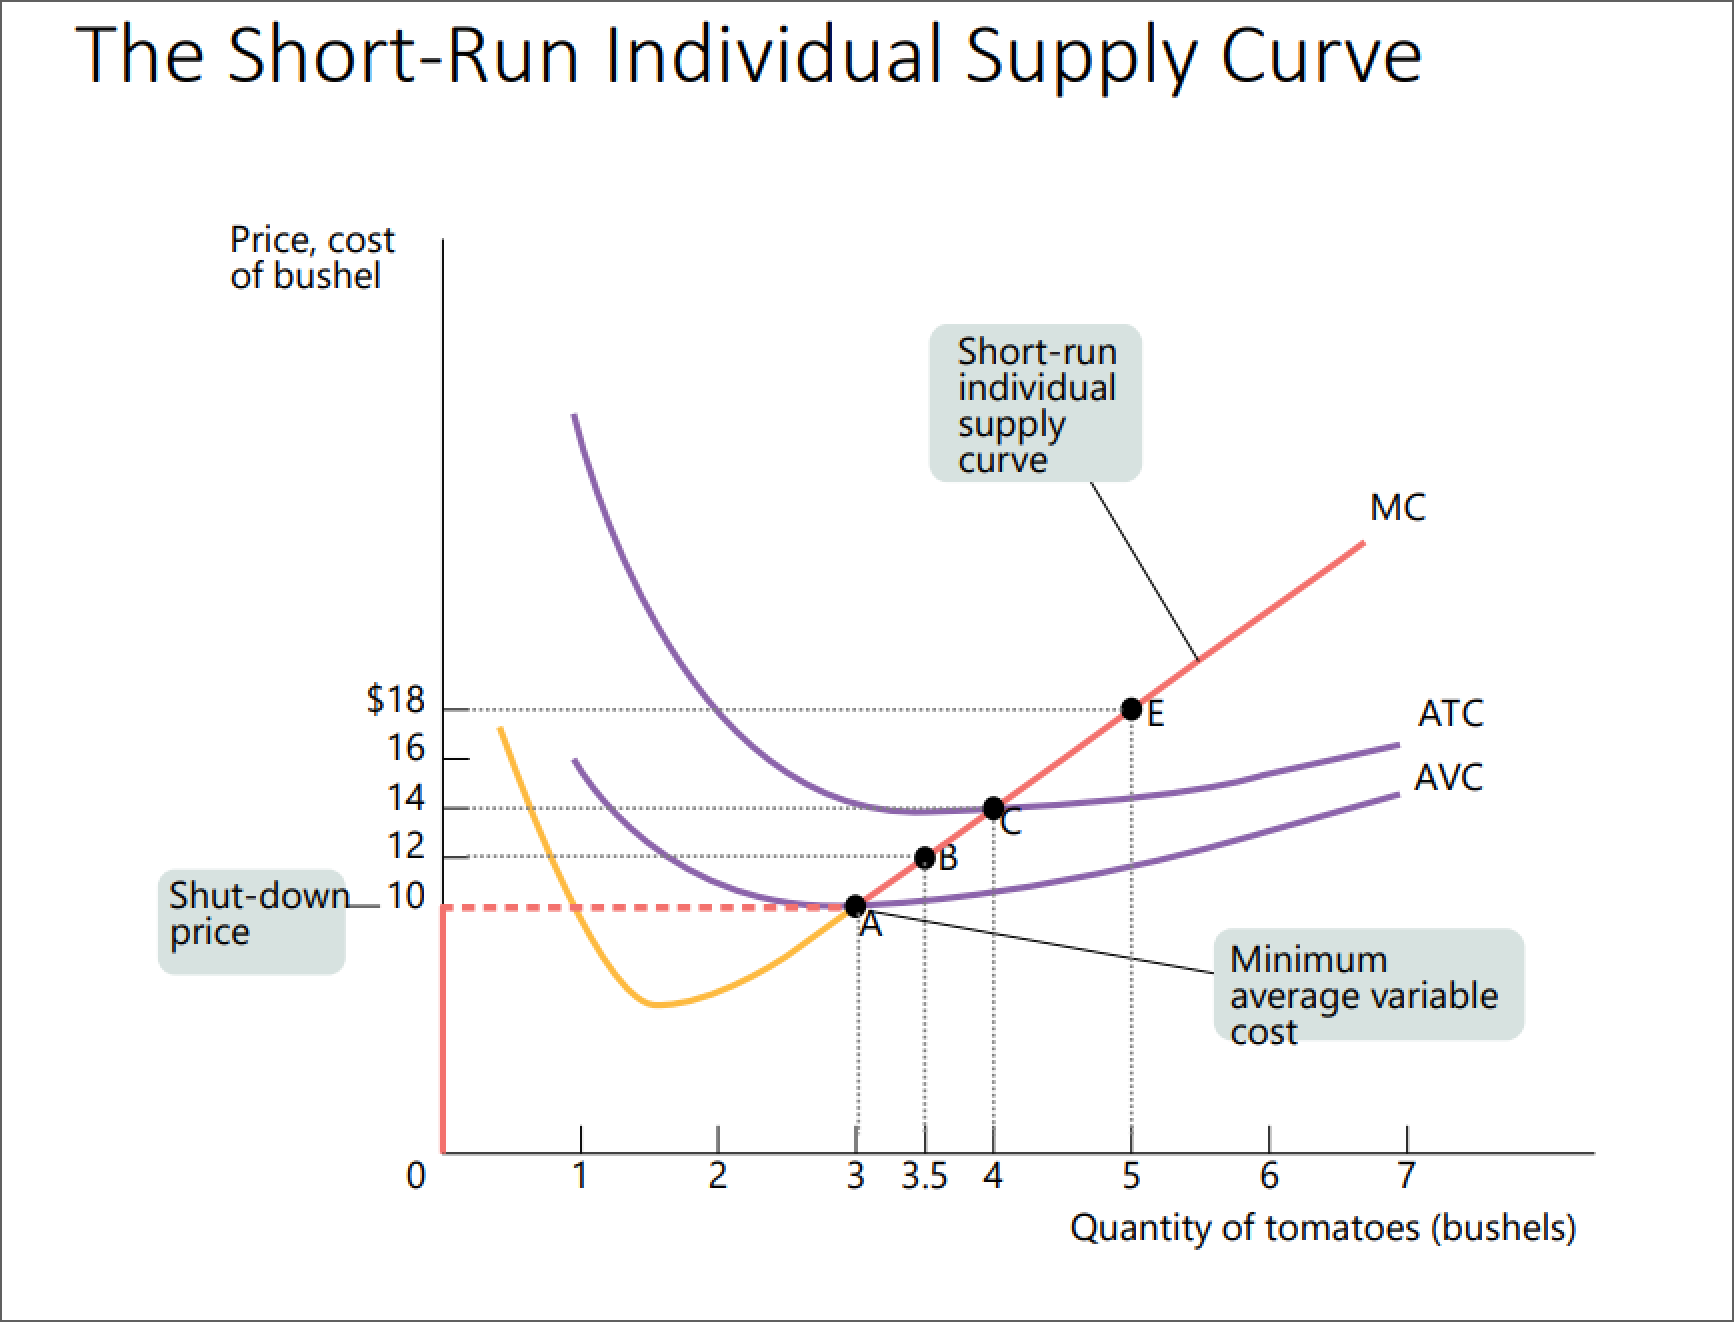 The Short-Run Individual Supply Curve
Price, cost
of bushel
Short-run
individual
supply
curve
MC
$18
E
ATC
16
AVC
14
C
12
B
Shut-down
price
10
A
Minimum
average variable
cost
0 1 2 3 3.5 4 5 6 7
Quantity of tomatoes (bushels)